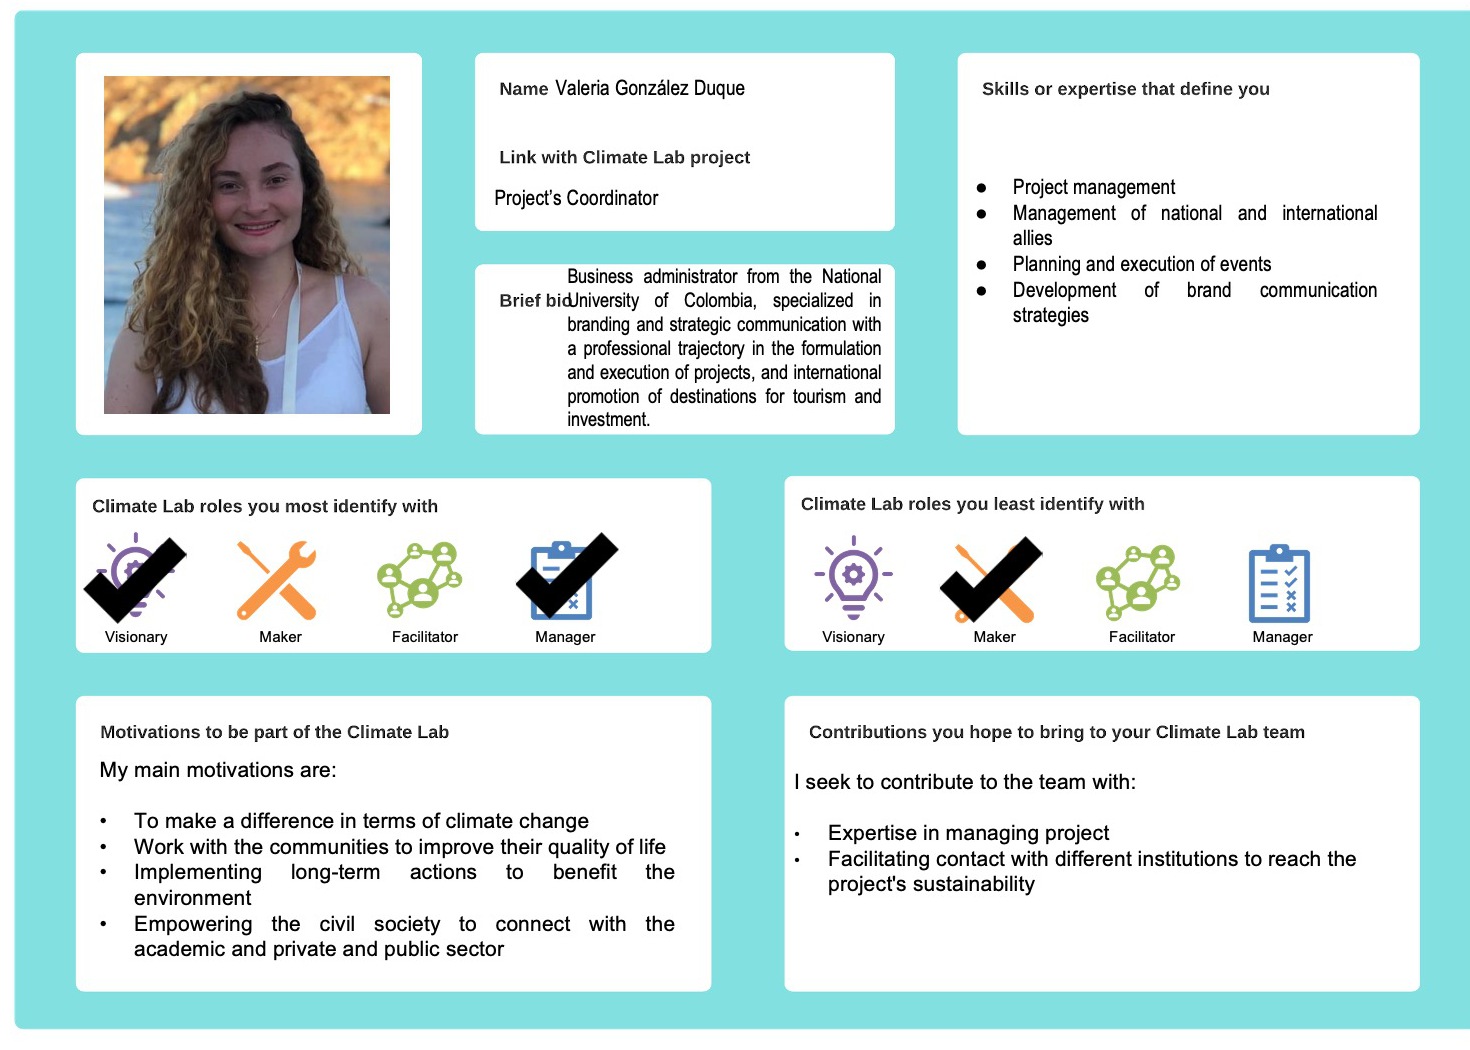 Name Valeria González Duque
Link with Climate Lab project
Project's Coordinator
Brief bio
Business administrator from the National
University of Colombia, specialized in
branding and strategic communication with
a professional trajectory in the formulation
and execution of projects, and international
promotion of destinations for tourism and
investment.
Skills or expertise that define you
● Project management
● Management of national and international
allies
● Planning and execution of events
● Development of brand communication
strategies
Climate Lab roles you most identify with
Visionary Maker Facilitator Manager
Climate Lab roles you least identify with
Visionary Maker Facilitator Manager
Motivations to be part of the Climate Lab
My main motivations are:
• To make a difference in terms of climate change
• Work with the communities to improve their quality of life
• Implementing long-term actions to benefit the
environment
• Empowering the civil society to connect with the
academic and private and public sector
Contributions you hope to bring to your Climate Lab team
I seek to contribute to the team with:
• Expertise in managing project
• Facilitating contact with different institutions to reach the
project's sustainability